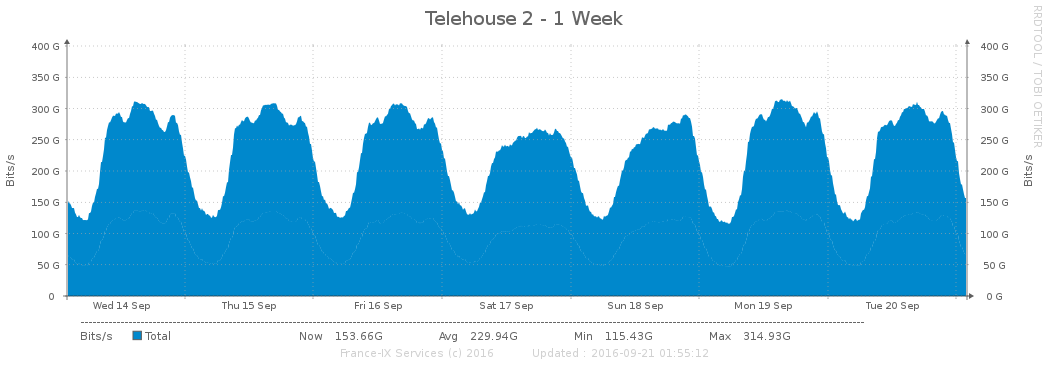 Telehouse 2 - 1 Week
RRDTOOL / TOBI OETIKER
Bits/s
400 G 400 G
350 G 350 G
300 G 300 G
250 G 250 G
200 G 200 G
150 G 150 G
100 G 100 G
50 G 50 G
0 0 G
Bits/s
Wed 14 Sep Thu 15 Sep Fri 16 Sep Sat 17 Sep Sun 18 Sep Mon 19 Sep Tue 20 Sep
Bits/s Total Now 153.66G Avg 229.94G Min 115.43G Max 314.93G
France-IX Services (c) 2016 Updated : 2016-09-21 01:55:12